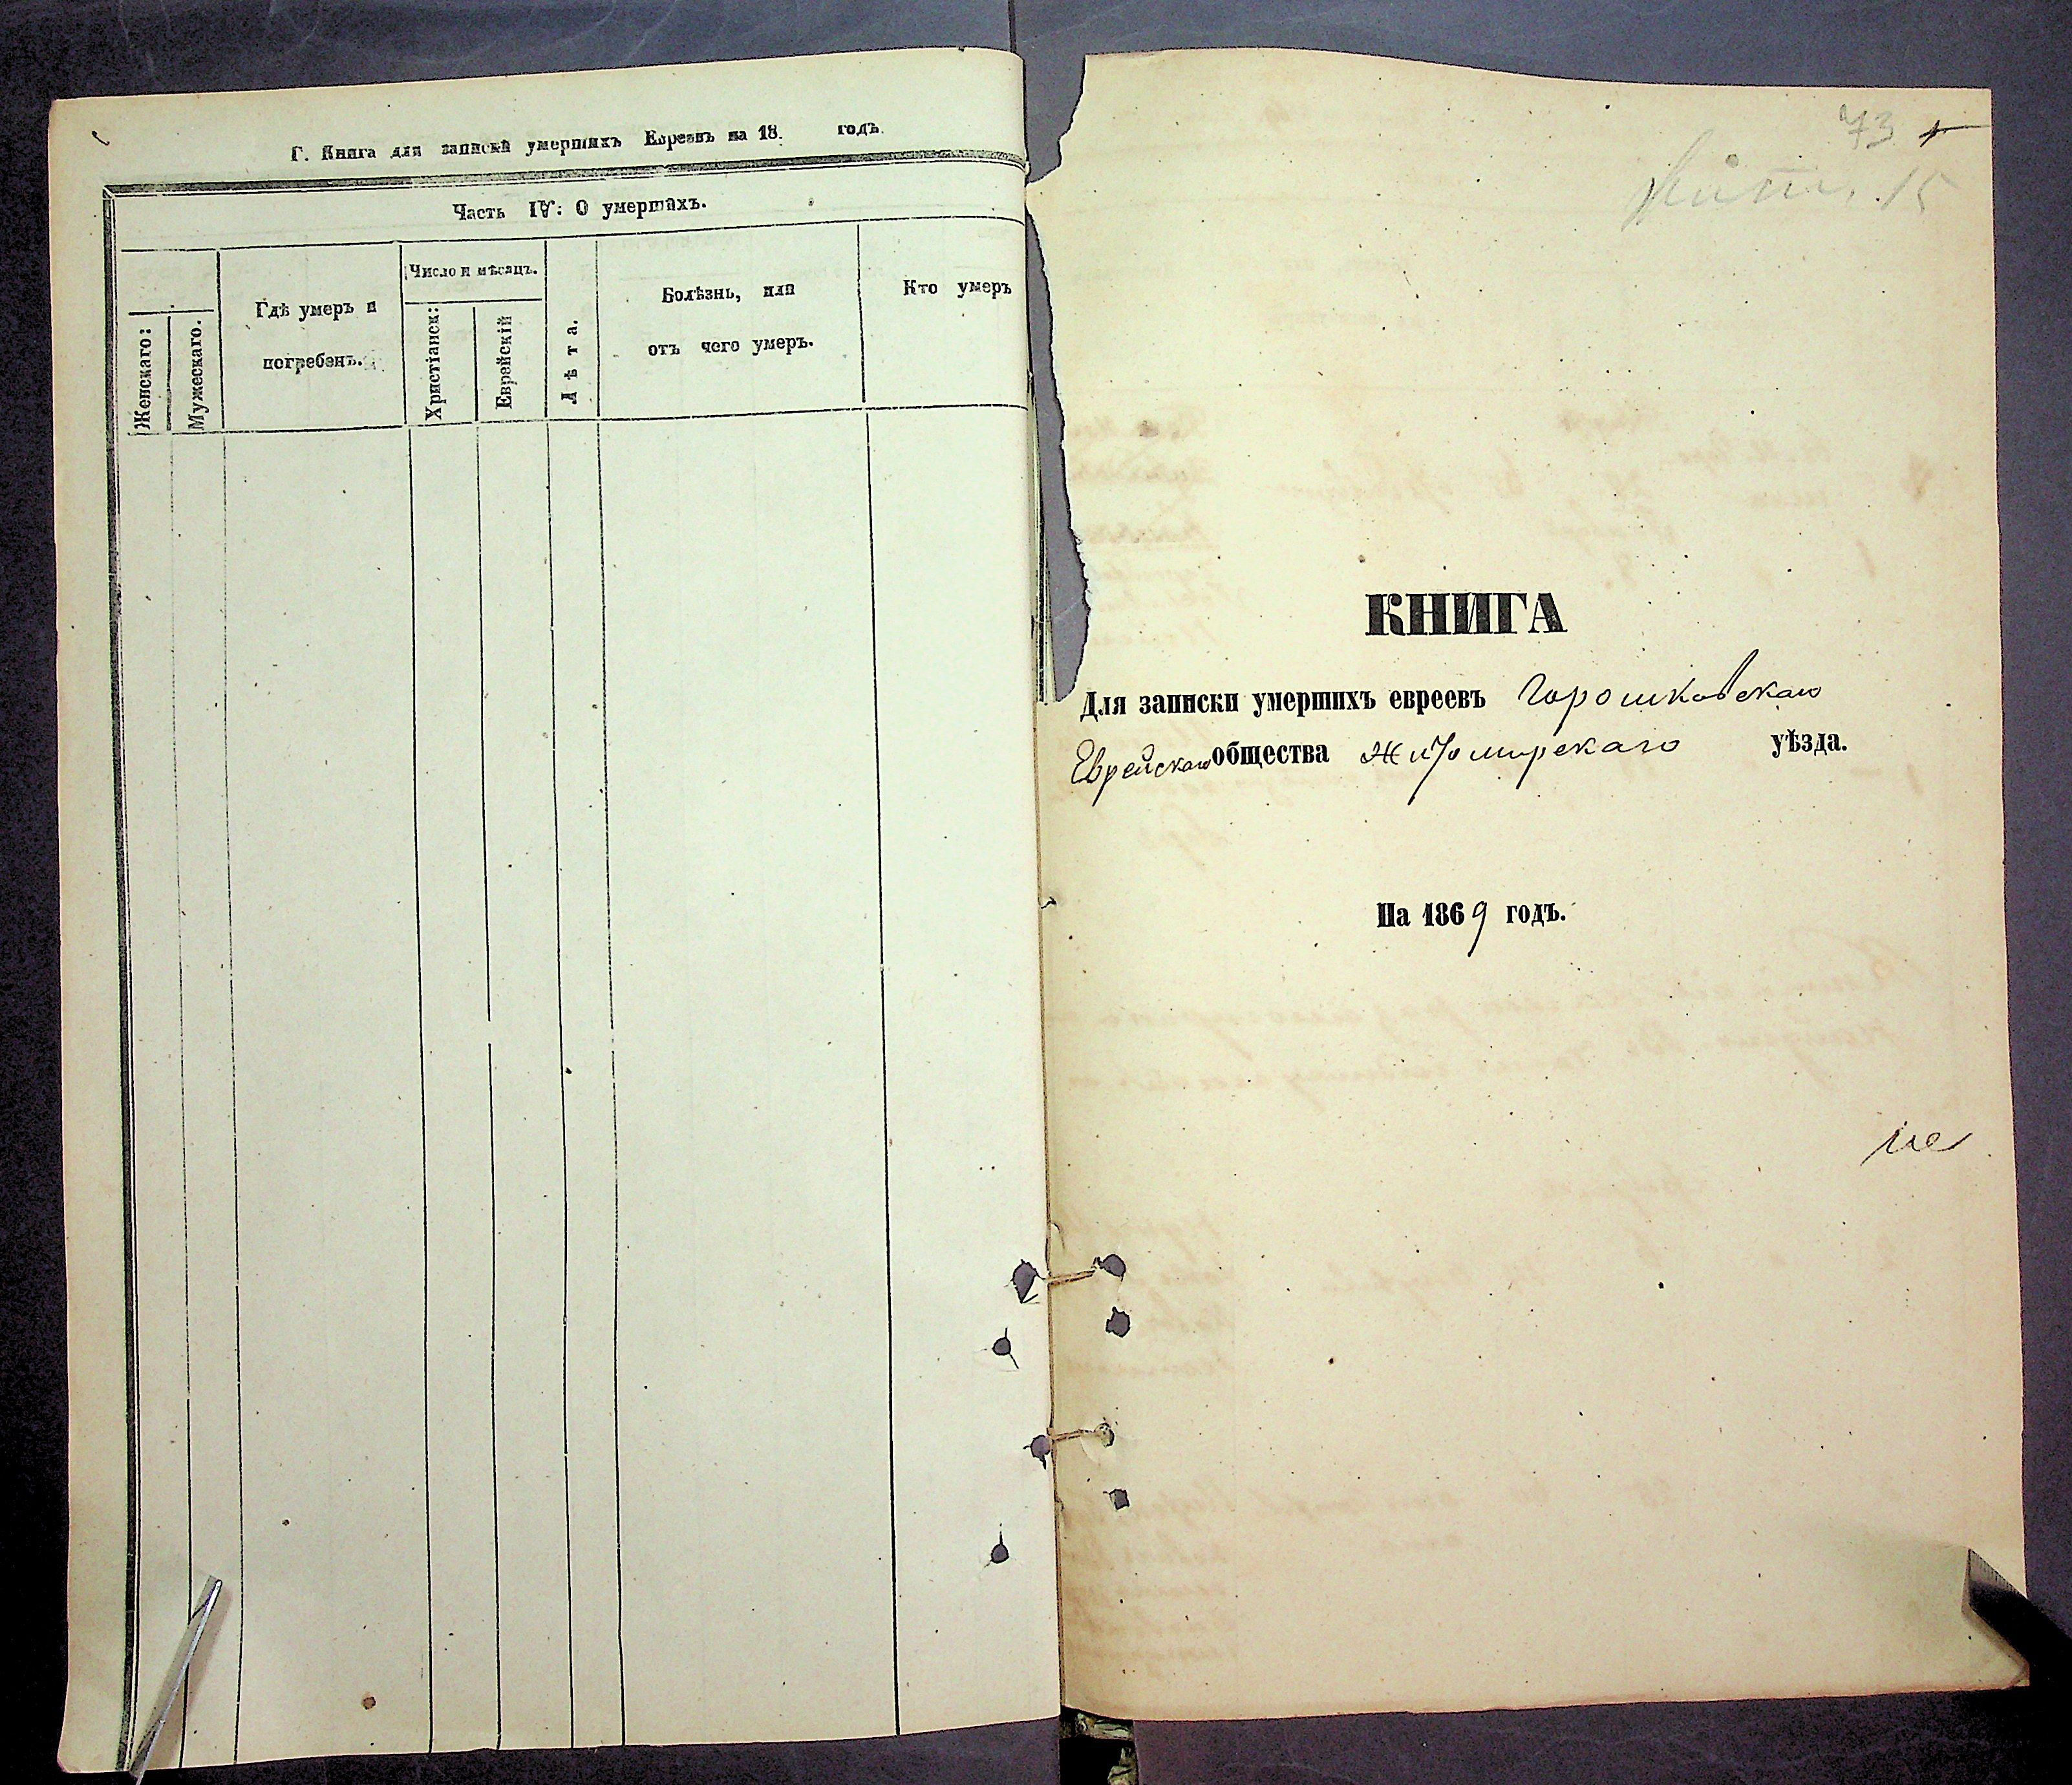 Г. Книга для записки умершихъ Евреевъ на 18. годъ.
Часть IV: О умершихъ.
Женскаго:
Мужескаго.
Гдѣ умеръ и
погребенъ.
Число и мѣсяцъ.
Христіанск:
Еврейскій
Лѣта.
Болѣзнь, или
отъ чего умеръ.
Кто умеръ
73
15
КНИГА
Для записки умершихъ евреевъ Горошковскаго
Еврейскаго общества Житомирскаго уѣзда.
На 1869 годъ.